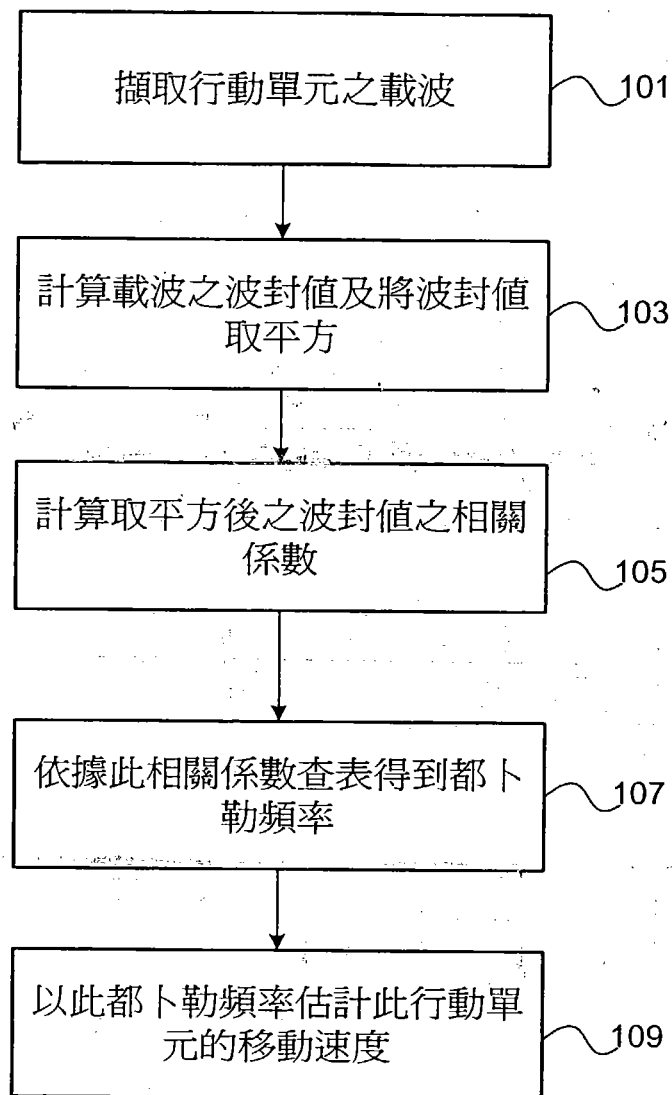 擷取行動單元之載波
101
計算載波之波封值及將波封值
取平方
103
計算取平方後之波封值之相關
係數
105
依據此相關係數查表得到都卜
勒頻率
107
以此都卜勒頻率估計此行動單
元的移動速度
109